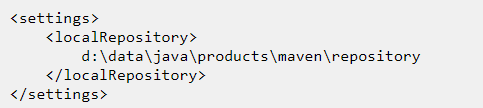 <settings>
    <localRepository>
        d:\data\java\products\maven\repository
    </localRepository>
</settings>